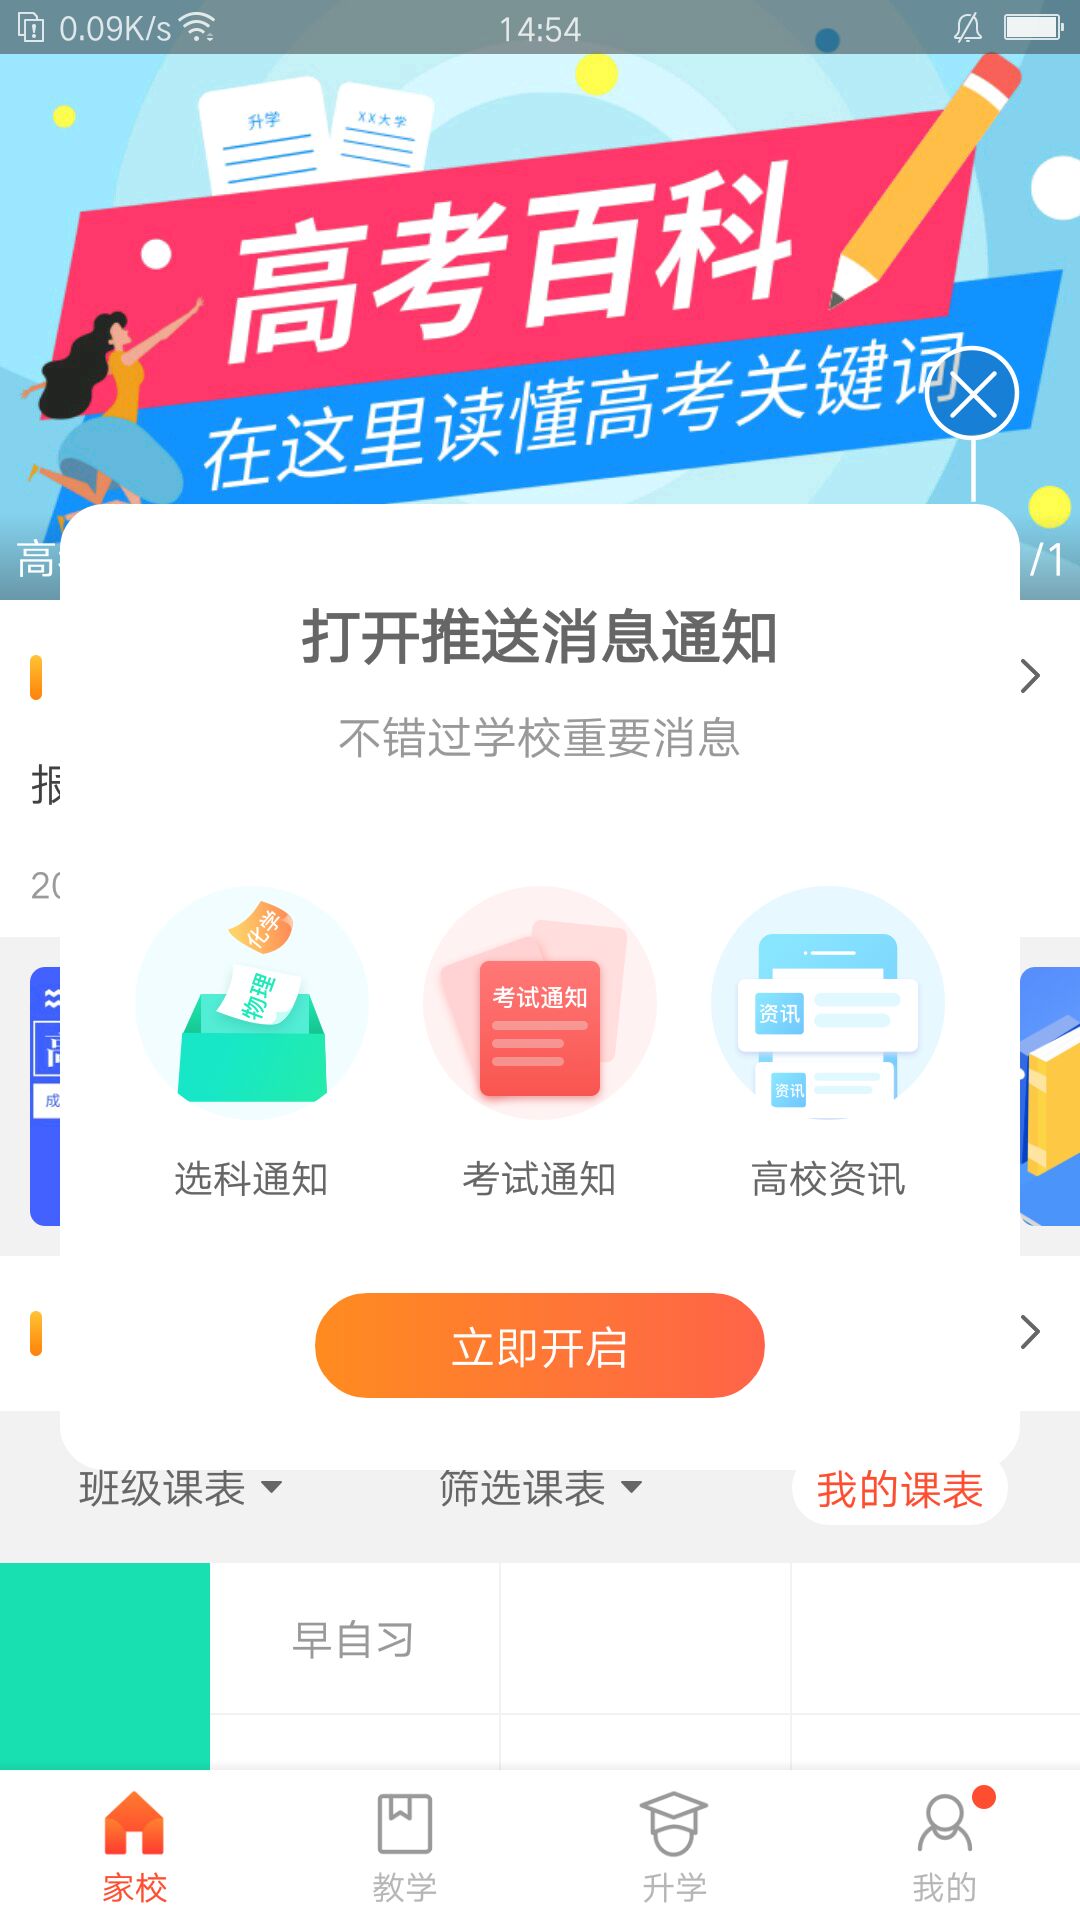 0.09K/s
14:54
升学
XX大学
高考百科
在这里读懂高考关键词
高
/1
打开推送消息通知
不错过学校重要消息
20
化学
物理
考试通知
资讯
资讯
成
选科通知
考试通知
高校资讯
立即开启
班级课表
筛选课表
我的课表
早自习
家校
教学
升学
我的